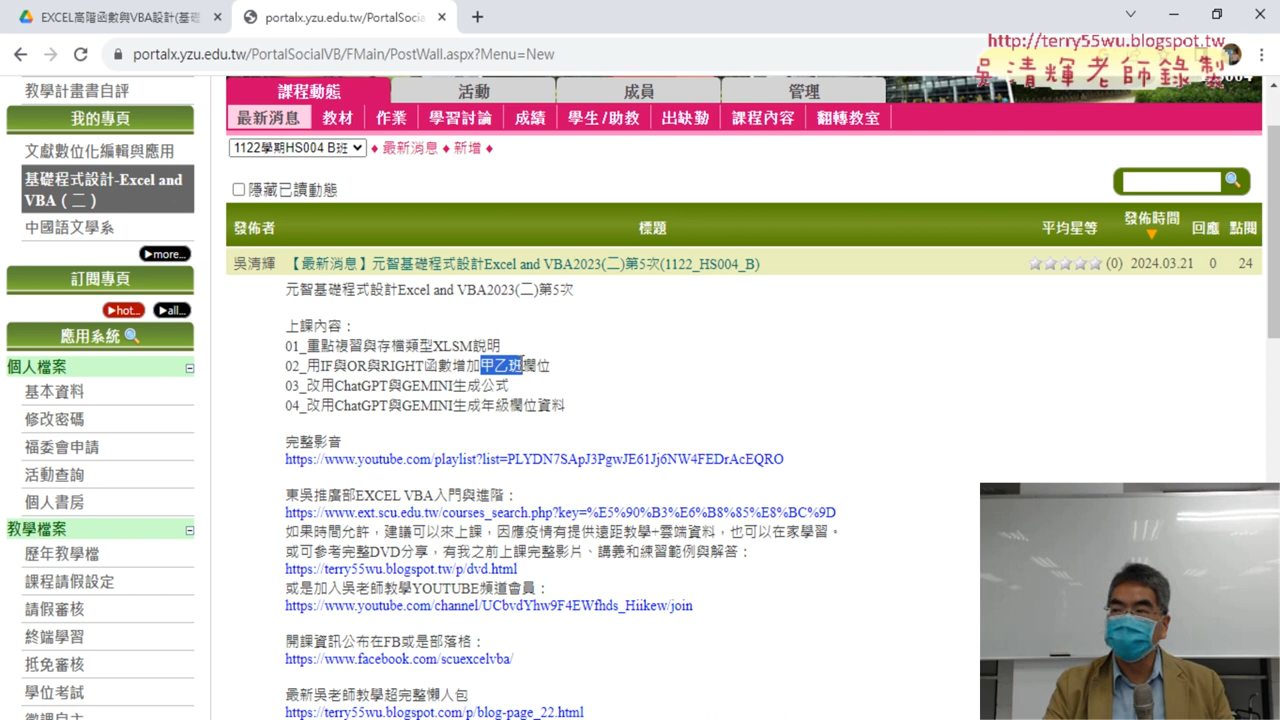 EXCEL高階函數與VBA設計(基礎
portalx.yzu.edu.tw/PortalSocia
portalx.yzu.edu.tw/PortalSocialVB/FMain/PostWall.aspx?Menu=New
http://terry55wu.blogspot.tw
吳清輝老師錄製
教學計畫書自評
我的專頁
文獻數位化編輯與應用
基礎程式設計-Excel and
VBA（二）
中國語文學系
▶more...
訂閱專頁
▶hot... ▶all...
應用系統
個人檔案
基本資料
修改密碼
福委會申請
活動查詢
個人書房
教學檔案
歷年教學檔
課程請假設定
請假審核
終端學習
抵免審核
學位考試
課程動態 活動 成員 管理
最新消息 教材 作業 學習討論 成績 學生/助教 出缺勤 課程內容 翻轉教室
1122學期HS004 B班 ♦ 最新消息 ♦ 新增 ♦
隱藏已讀動態
發佈者 標題 平均星等 發佈時間 回應 點閱
吳清輝 【最新消息】元智基礎程式設計Excel and VBA2023(二)第5次(1122_HS004_B) (0) 2024.03.21 0 24
元智基礎程式設計Excel and VBA2023(二)第5次
上課內容：
01_重點複習與存檔類型XLSM說明
02_用IF與OR與RIGHT函數增加甲乙班欄位
03_改用ChatGPT與GEMINI生成公式
04_改用ChatGPT與GEMINI生成年級欄位資料
完整影音
https://www.youtube.com/playlist?list=PLYDN7SApJ3PgwJE61Jj6NW4FEDrAcEQRO
東吳推廣部EXCEL VBA入門與進階：
https://www.ext.scu.edu.tw/courses_search.php?key=%E5%90%B3%E6%B8%85%E8%BC%9D
如果時間允許，建議可以來上課，因應疫情有提供遠距教學+雲端資料，也可以在家學習。
或可參考完整DVD分享，有我之前上課完整影片、講義和練習範例與解答：
https://terry55wu.blogspot.tw/p/dvd.html
或是加入吳老師教學YOUTUBE頻道會員：
https://www.youtube.com/channel/UCbvdYhw9F4EWfhds_Hiikew/join
開課資訊公布在FB或是部落格：
https://www.facebook.com/scuexcelvba/
最新吳老師教學超完整懶人包
https://terry55wu.blogspot.com/p/blog-page_22.html